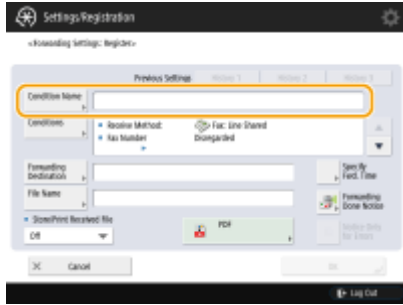 Settings/Registration
<Forwarding Settings: Register>
Previous Settings
History 1
History 2
History 3
Condition Name
Conditions
Receive Method:
Fax: Line Shared
Fax Number
Disregarded
Forwarding
Destination
Specify
Fwd. Time
File Name
Forwarding
Done Notice
Store/Print Received File
Off
PDF
Notice Only
for Errors
Cancel
OK
Log Out